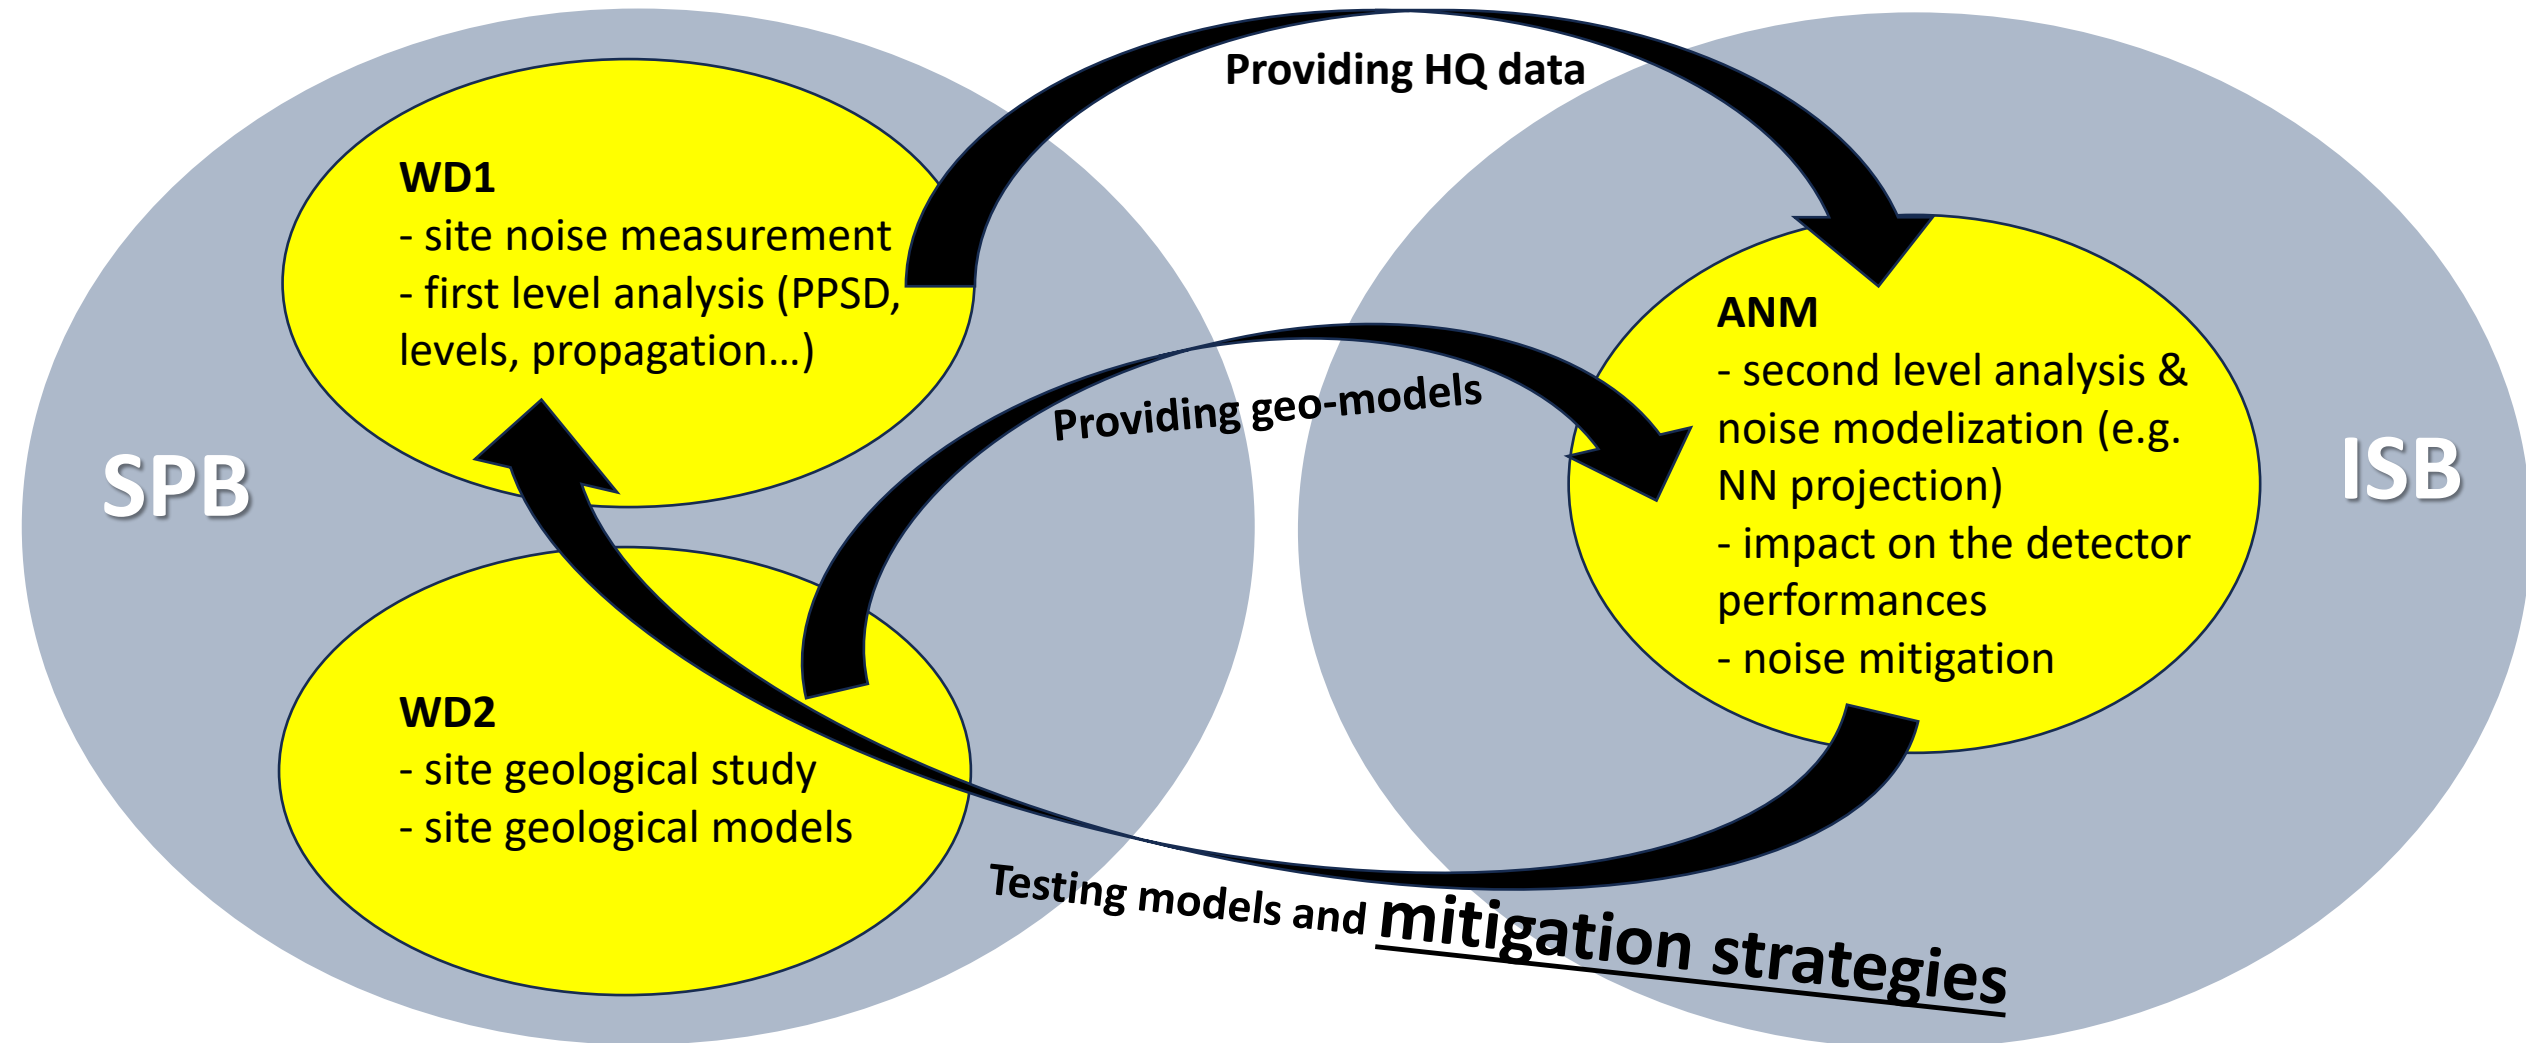 Providing HQ data
WD1
- site noise measurement
- first level analysis (PPSD,
levels, propagation…)
ANM
- second level analysis &
noise modelization (e.g.
NN projection)
- impact on the detector
performances
- noise mitigation
Providing geo-models
SPB
ISB
WD2
- site geological study
- site geological models
Testing models and mitigation strategies